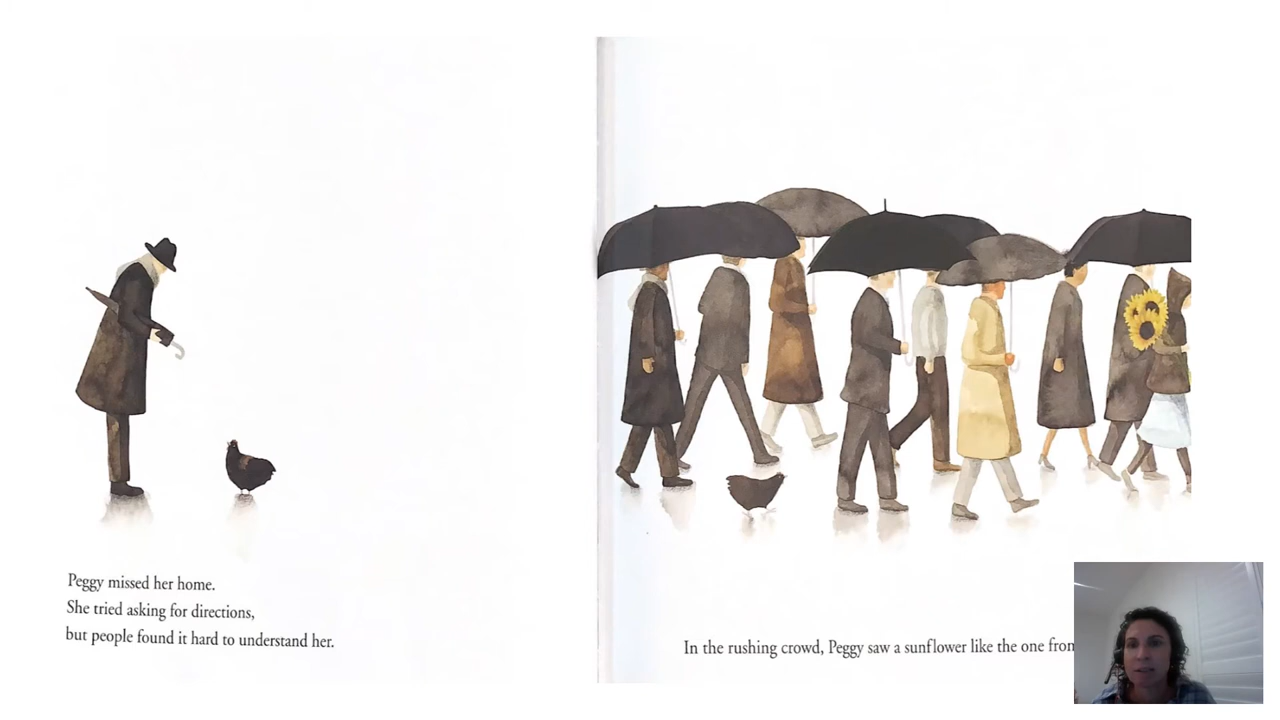 Peggy missed her home.
She tried asking for directions,
but people found it hard to understand her.
In the rushing crowd, Peggy saw a sunflower like the one from